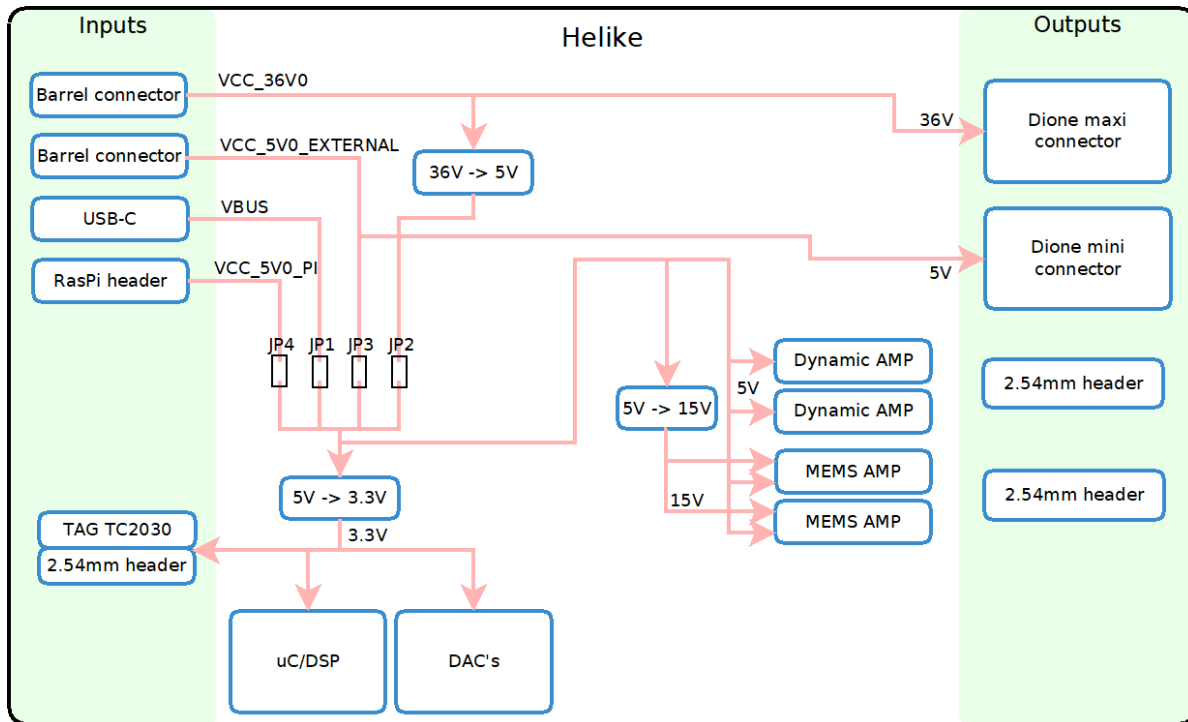 Inputs
Helike
Outputs
Barrel connector
VCC_36V0
36V
Dione maxi
connector
Barrel connector
VCC_5V0_EXTERNAL
36V -> 5V
USB-C
VBUS
Dione mini
connector
5V
RasPi header
VCC_5V0_PI
JP4
JP1
JP3
JP2
Dynamic AMP
5V
2.54mm header
5V -> 15V
Dynamic AMP
MEMS AMP
15V
MEMS AMP
2.54mm header
5V -> 3.3V
3.3V
TAG TC2030
2.54mm header
uC/DSP
DAC's